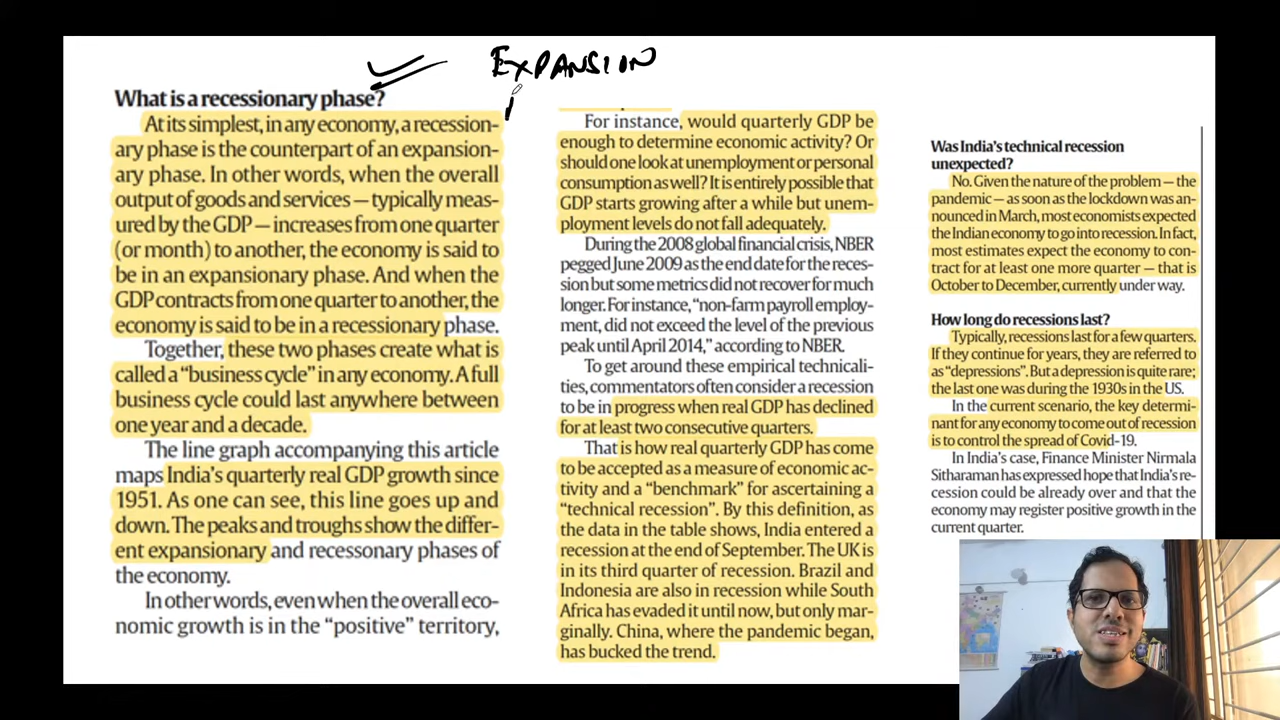 EXPANSION
What is a recessionary phase?
At its simplest, in any economy, a recession-
ary phase is the counterpart of an expansion-
ary phase. In other words, when the overall
output of goods and services — typically meas-
ured by the GDP — increases from one quarter
(or month) to another, the economy is said to
be in an expansionary phase. And when the
GDP contracts from one quarter to another, the
economy is said to be in a recessionary phase.
Together, these two phases create what is
called a “business cycle” in any economy. A full
business cycle could last anywhere between
one year and a decade.
The line graph accompanying this article
maps India’s quarterly real GDP growth since
1951. As one can see, this line goes up and
down. The peaks and troughs show the differ-
ent expansionary and recessonary phases of
the economy.
In other words, even when the overall eco-
nomic growth is in the “positive” territory,
For instance, would quarterly GDP be
enough to determine economic activity? Or
should one look at unemployment or personal
consumption as well? It is entirely possible that
GDP starts growing after a while but unem-
ployment levels do not fall adequately.
During the 2008 global financial crisis, NBER
pegged June 2009 as the end date for the reces-
sion but some metrics did not recover for much
longer. For instance, “non-farm payroll employ-
ment, did not exceed the level of the previous
peak until April 2014,” according to NBER.
To get around these empirical technicali-
ties, commentators often consider a recession
to be in progress when real GDP has declined
for at least two consecutive quarters.
That is how real quarterly GDP has come
to be accepted as a measure of economic ac-
tivity and a “benchmark” for ascertaining a
“technical recession”. By this definition, as
the data in the table shows, India entered a
recession at the end of September. The UK is
in its third quarter of recession. Brazil and
Indonesia are also in recession while South
Africa has evaded it until now, but only mar-
ginally. China, where the pandemic began,
has bucked the trend.
Was India’s technical recession
unexpected?
No. Given the nature of the problem — the
pandemic — as soon as the lockdown was an-
nounced in March, most economists expected
the Indian economy to go into recession. In fact,
most estimates expect the economy to con-
tract for at least one more quarter — that is
October to December, currently under way.
How long do recessions last?
Typically, recessions last for a few quarters.
If they continue for years, they are referred to
as “depressions”. But a depression is quite rare;
the last one was during the 1930s in the US.
In the current scenario, the key determi-
nant for any economy to come out of recession
is to control the spread of Covid-19.
In India’s case, Finance Minister Nirmala
Sitharaman has expressed hope that India’s re-
cession could be already over and that the
economy may register positive growth in the
current quarter.